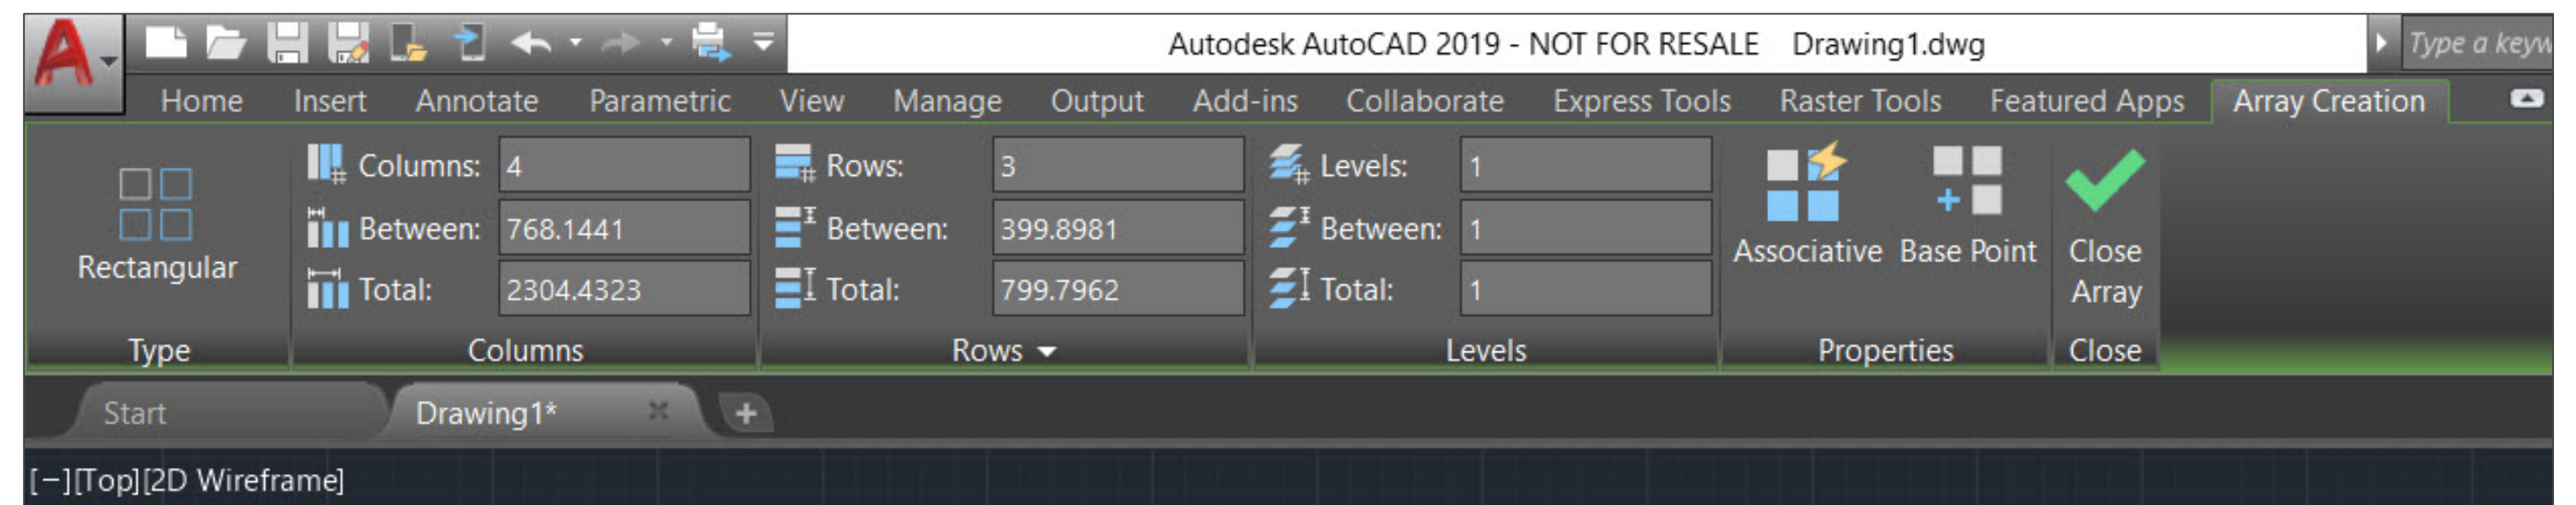 Autodesk AutoCAD 2019 - NOT FOR RESALE Drawing1.dwg Type a keyw
Home Insert Annotate Parametric View Manage Output Add-ins Collaborate Express Tools Raster Tools Featured Apps Array Creation
Columns: 4 Rows: 3 Levels: 1
Between: 768.1441 Between: 399.8981 Between: 1
Rectangular Associative Base Point Close Array
Total: 2304.4323 Total: 799.7962 Total: 1
Type Columns Rows Levels Properties Close
Start Drawing1*
[−][Top][2D Wireframe]